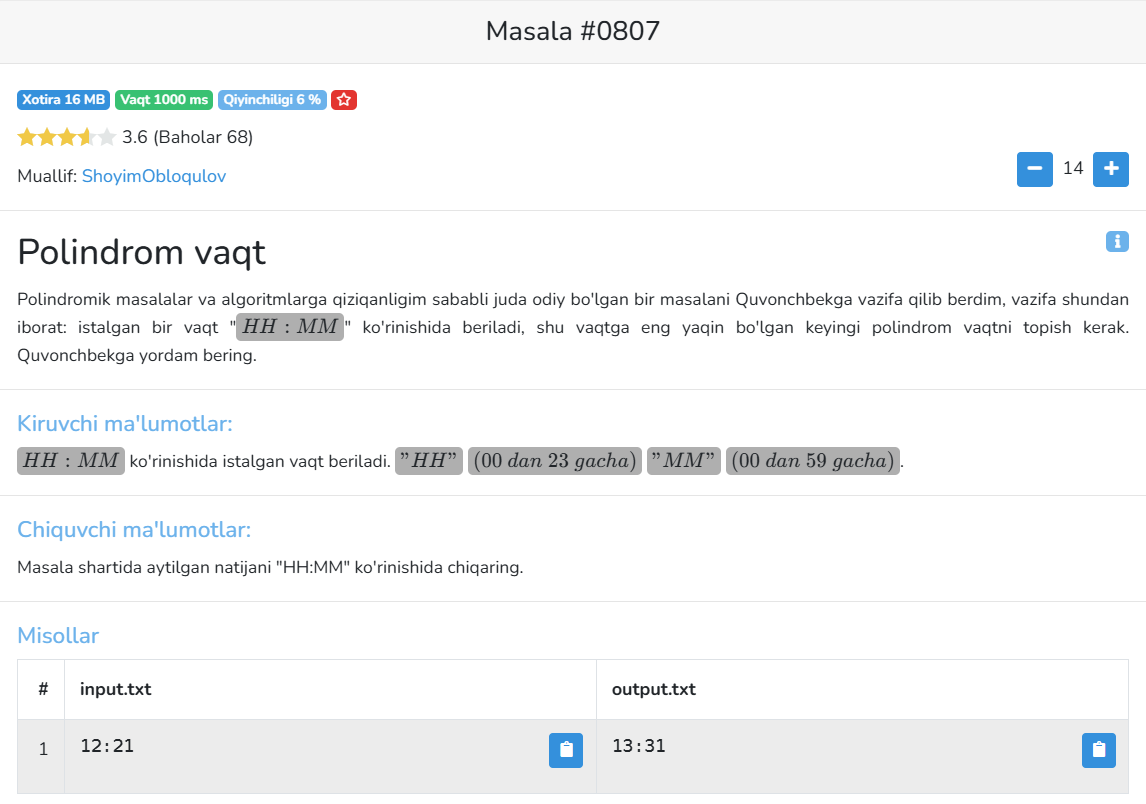 Masala #0807
Xotira 16 MB Vaqt 1000 ms Qiyinchiligi 6 %
3.6 (Baholar 68)
Muallif: ShoyimObloqulov
14
Polindrom vaqt
Polindromik masalalar va algoritmlarga qiziqanligim sababli juda odiy bo'lgan bir masalani Quvonchbekga vazifa qilib berdim, vazifa shundan
iborat: istalgan bir vaqt "HH : MM" ko'rinishida beriladi, shu vaqtga eng yaqin bo'lgan keyingi polindrom vaqtni topish kerak.
Quvonchbekga yordam bering.
Kiruvchi ma'lumotlar:
HH : MM ko'rinishida istalgan vaqt beriladi. "HH" (00 dan 23 gacha) "MM" (00 dan 59 gacha).
Chiquvchi ma'lumotlar:
Masala shartida aytilgan natijani "HH:MM" ko'rinishida chiqaring.
Misollar
# input.txt output.txt
1 12:21 13:31